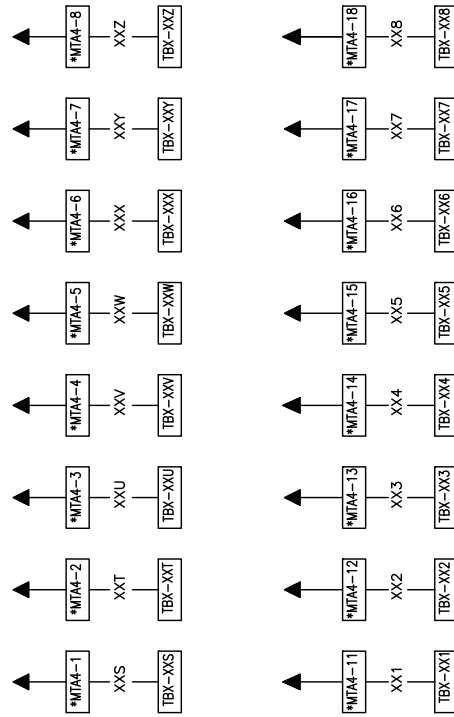 *MTA4-8
XXZ
TBX-XXZ
*MTA4-18
XX8
TBX-XX8
*MTA4-7
XXY
TBX-XXY
*MTA4-17
XX7
TBX-XX7
*MTA4-6
XXX
TBX-XXX
*MTA4-16
XX6
TBX-XX6
*MTA4-5
XXW
TBX-XXW
*MTA4-15
XX5
TBX-XX5
*MTA4-4
XXV
TBX-XXV
*MTA4-14
XX4
TBX-XX4
*MTA4-3
XXU
TBX-XXU
*MTA4-13
XX3
TBX-XX3
*MTA4-2
XXT
TBX-XXT
*MTA4-12
XX2
TBX-XX2
*MTA4-1
XXS
TBX-XXS
*MTA4-11
XX1
TBX-XX1